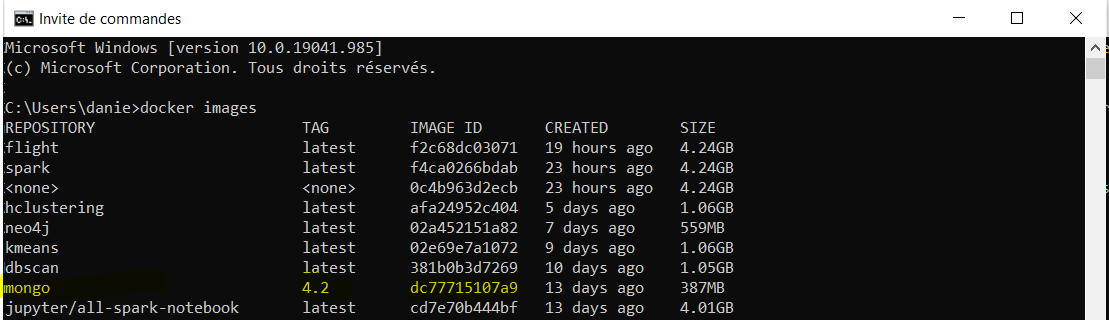 Invite de commandes
Microsoft Windows [version 10.0.19041.985]
(c) Microsoft Corporation. Tous droits réservés.
C:\Users\danie>docker images
REPOSITORY TAG IMAGE ID CREATED SIZE
flight latest f2c68dc03071 19 hours ago 4.24GB
spark latest f4ca0266bdab 23 hours ago 4.24GB
<none> <none> 0c4b963d2ecb 23 hours ago 4.24GB
hclustering latest afa24952c404 5 days ago 1.06GB
neo4j latest 02a452151a82 7 days ago 559MB
kmeans latest 02e69e7a1072 9 days ago 1.06GB
dbscan latest 381b0b3d7269 10 days ago 1.05GB
mongo 4.2 dc77715107a9 13 days ago 387MB
jupyter/all-spark-notebook latest cd7e70b444bf 13 days ago 4.01GB